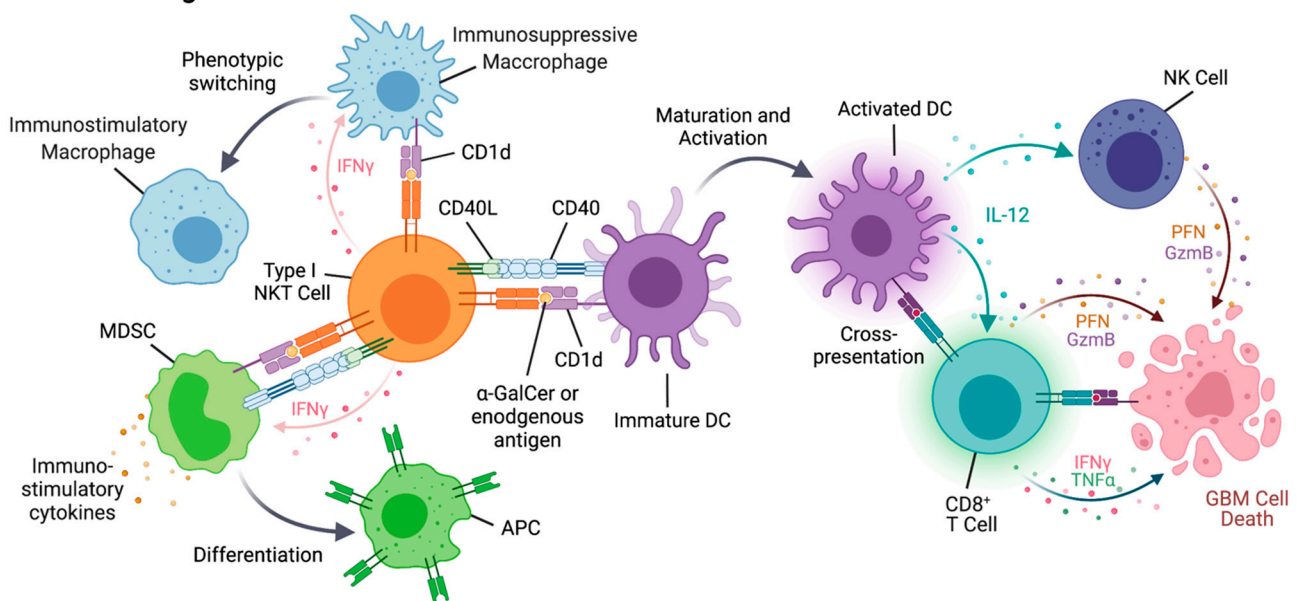 Immunosuppressive
Maccrophage
Phenotypic
switching
Immunostimulatory
Macrophage
IFNγ
CD1d
CD40L
CD40
Type I
NKT Cell
MDSC
IFNγ
CD1d
α-GalCer or
enodgenous
antigen
Immature DC
Immuno-
stimulatory
cytokines
Differentiation
APC
Maturation and
Activation
Activated DC
NK Cell
IL-12
PFN
GzmB
Cross-
presentation
PFN
GzmB
CD8⁺
T Cell
IFNγ
TNFα
GBM Cell
Death